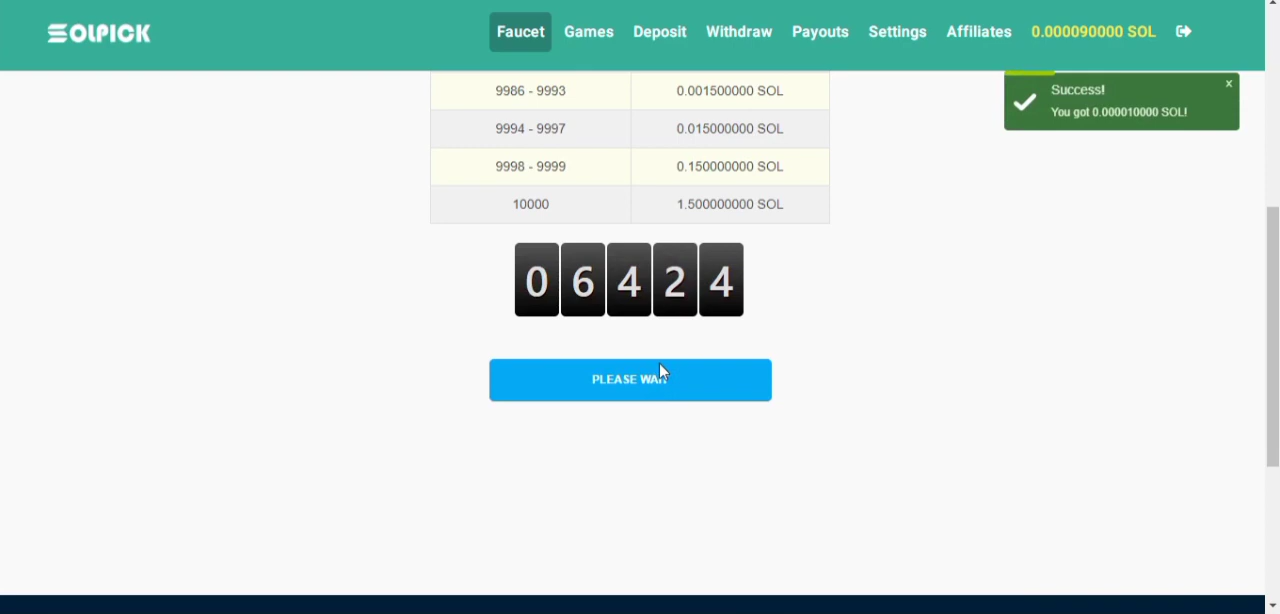 SOLPICK
Faucet Games Deposit Withdraw Payouts Settings Affiliates 0.000090000 SOL
9986 - 9993 0.001500000 SOL
9994 - 9997 0.015000000 SOL
9998 - 9999 0.150000000 SOL
10000 1.500000000 SOL
Success! x
You got 0.000010000 SOL!
0 6 4 2 4
PLEASE WAIT